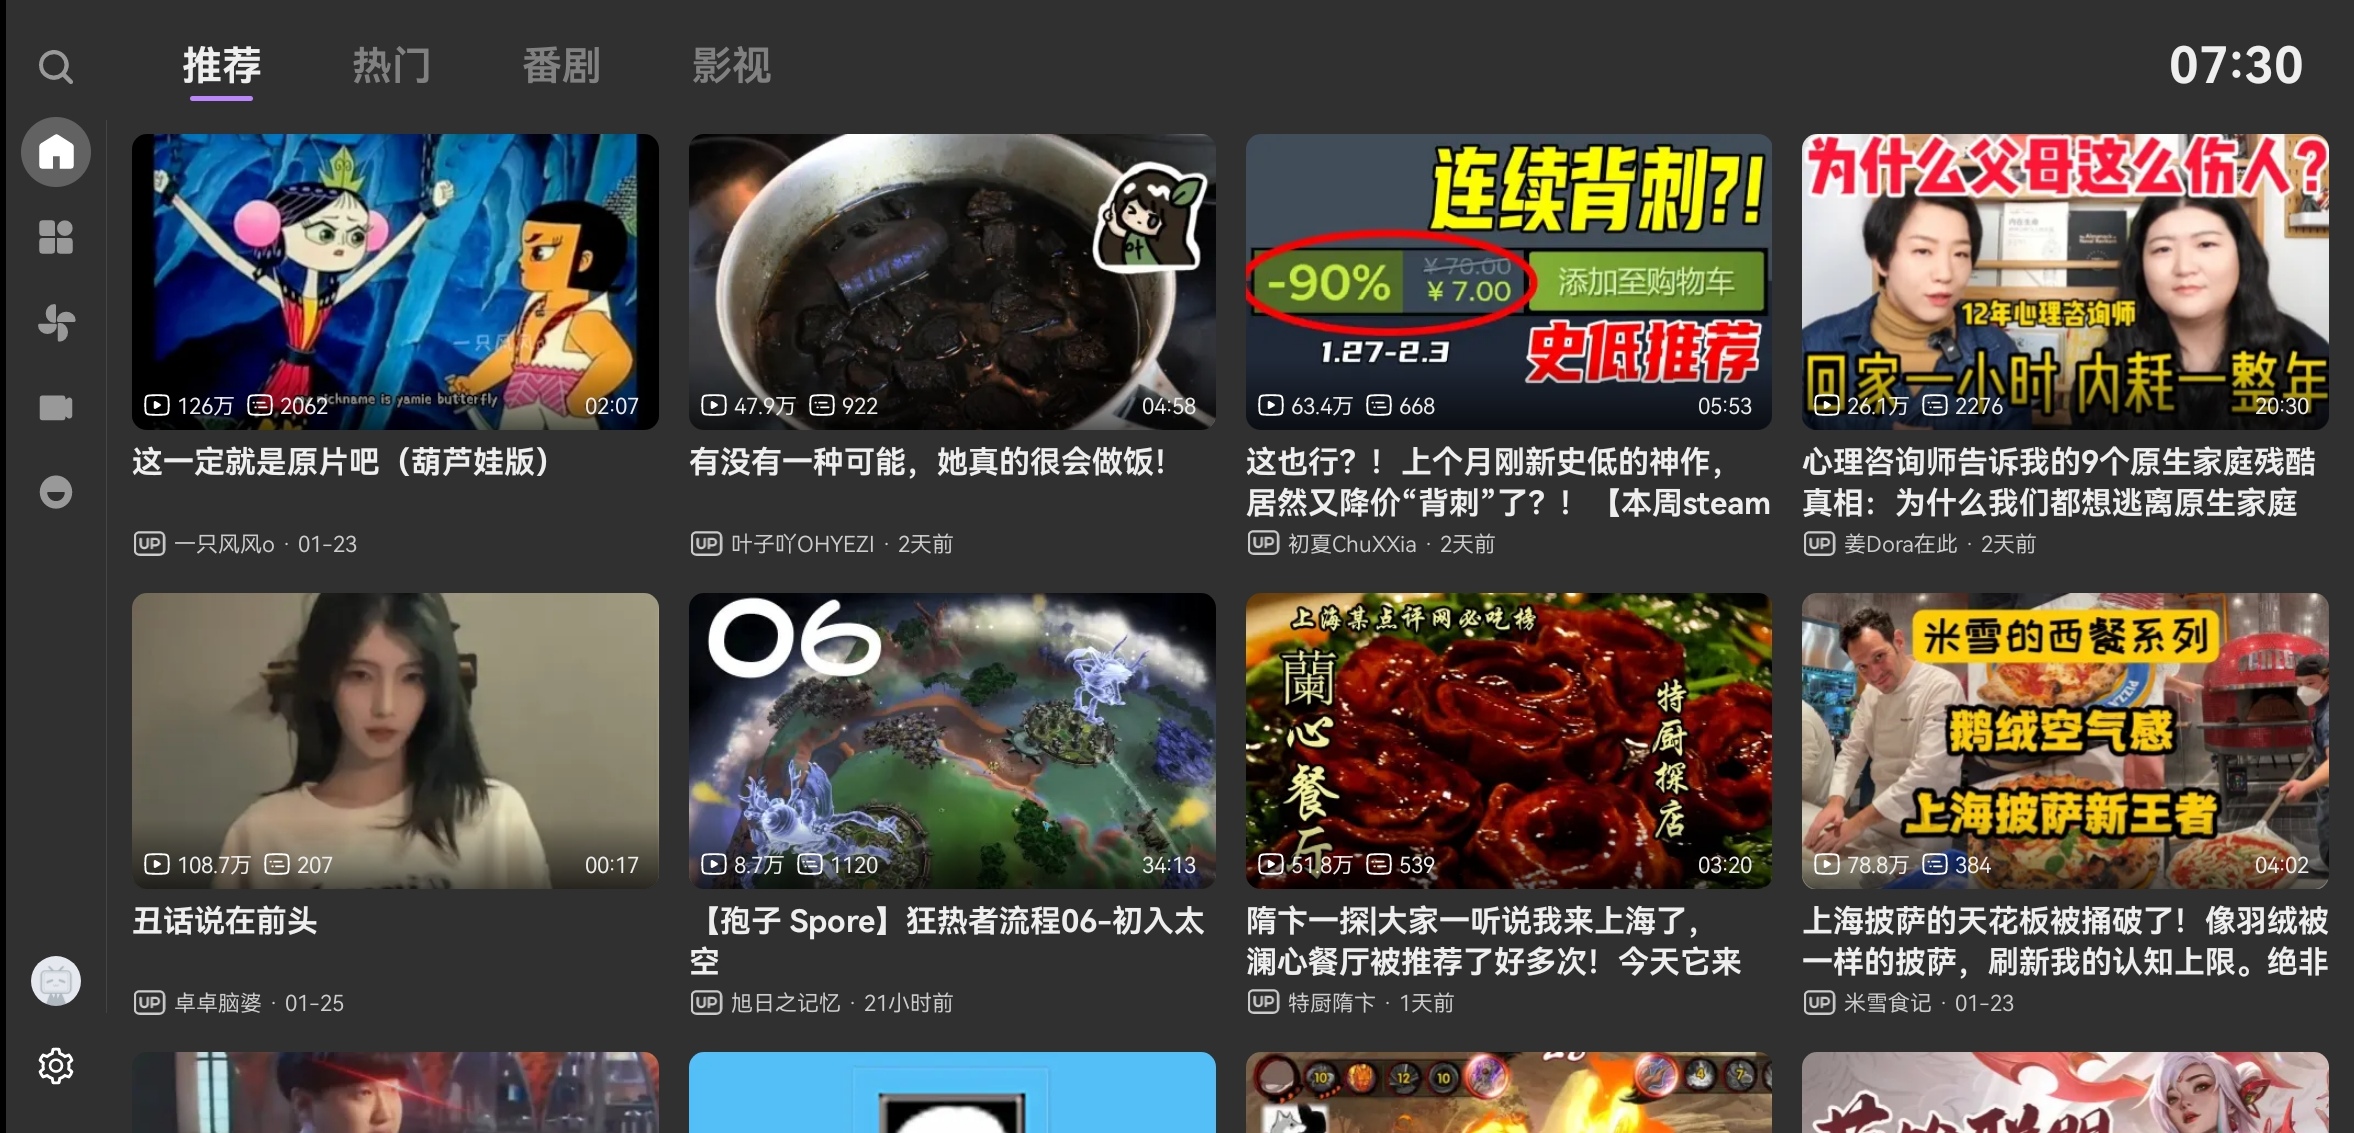 推荐
热门
番剧
影视
07:30
一只风风o
nickname is yamie butterfly
126万
2062
02:07
这一定就是原片吧（葫芦娃版）
UP 一只风风o · 01-23
47.9万
922
04:58
有没有一种可能，她真的很会做饭！
UP 叶子吖OHYEZI · 2天前
连续背刺?!
-90%
¥70.00
¥ 7.00
添加至购物车
1.27-2.3
史低推荐
63.4万
668
05:53
这也行？！上个月刚新史低的神作，
居然又降价“背刺”了？！【本周steam
UP 初夏ChuXXia · 2天前
为什么父母这么伤人?
12年心理咨询师
回家一小时 内耗一整年
26.1万
2276
20:30
心理咨询师告诉我的9个原生家庭残酷
真相：为什么我们都想逃离原生家庭
UP 姜Dora在此 · 2天前
108.7万
207
00:17
丑话说在前头
UP 卓卓脑婆 · 01-25
06
8.7万
1120
34:13
【孢子 Spore】狂热者流程06-初入太
空
UP 旭日之记忆 · 21小时前
上海某点评网必吃榜
蘭心餐厅
特厨探店
51.8万
539
03:20
隋卞一探|大家一听说我来上海了，
澜心餐厅被推荐了好多次！今天它来
UP 特厨隋卞 · 1天前
米雪的西餐系列
PIZZ
鹅绒空气感
上海披萨新王者
78.8万
384
04:02
上海披萨的天花板被捅破了！像羽绒被
一样的披萨，刷新我的认知上限。绝非
UP 米雪食记 · 01-23
10
12
10
4
7